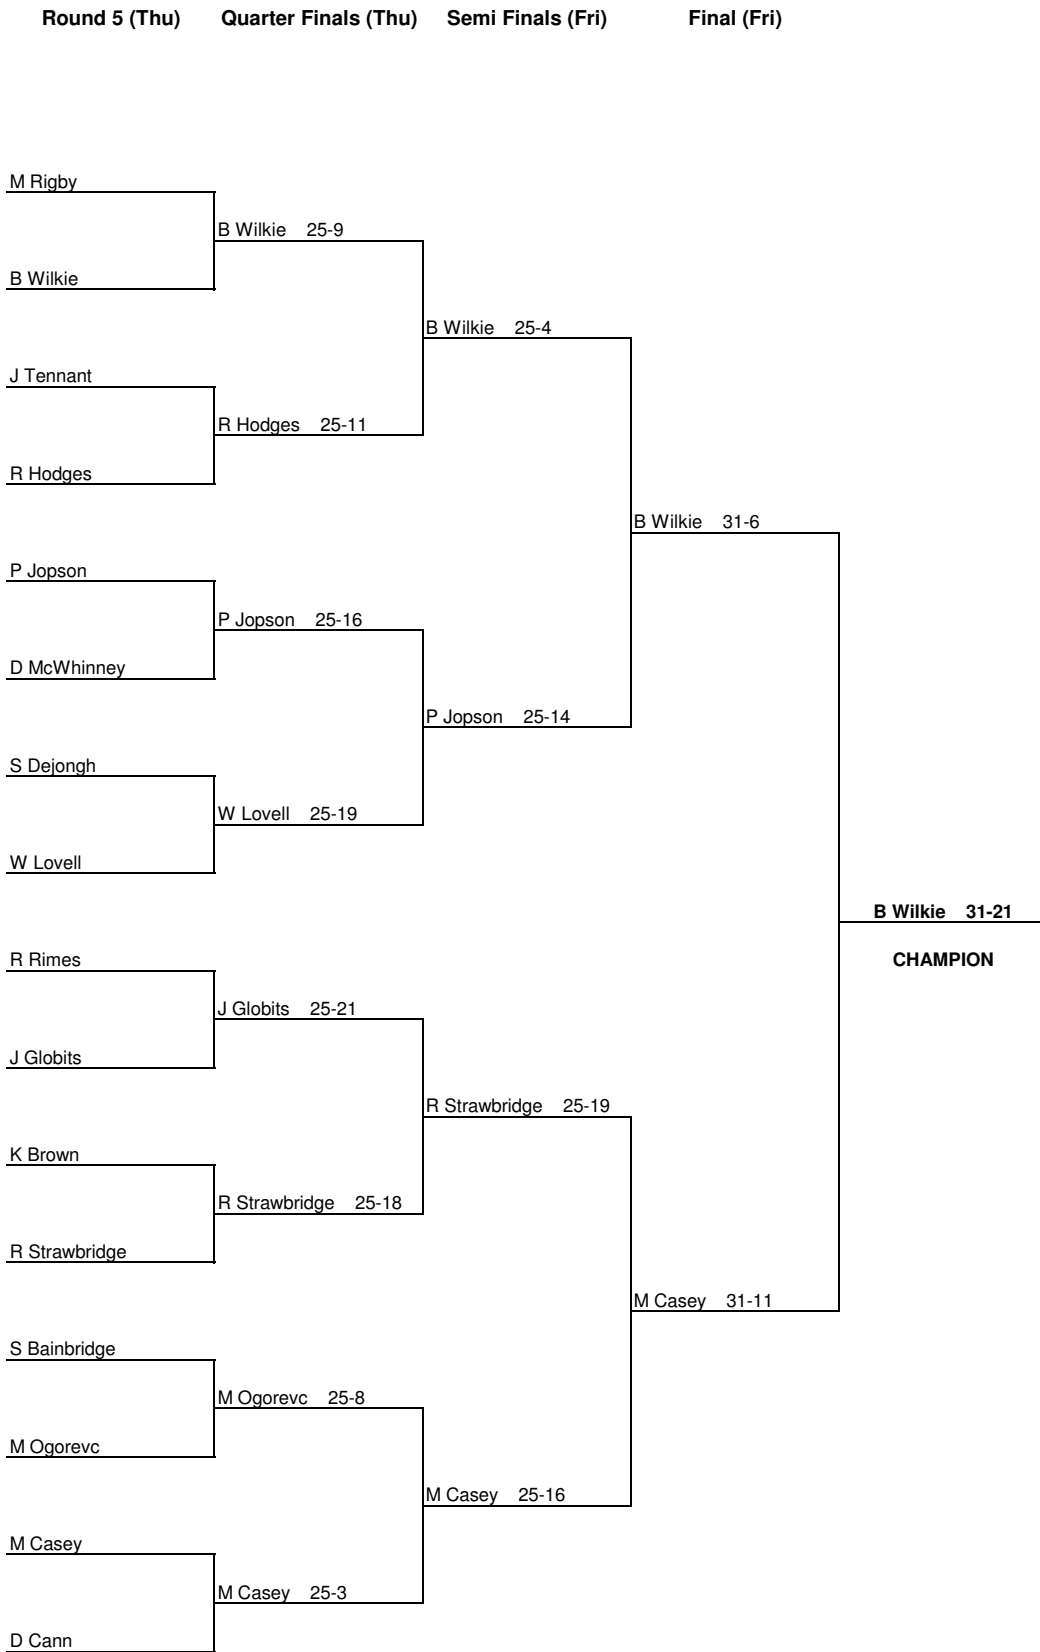 Round 5 (Thu) Quarter Finals (Thu) Semi Finals (Fri) Final (Fri)
M Rigby
B Wilkie 25-9
B Wilkie
B Wilkie 25-4
J Tennant
R Hodges 25-11
R Hodges
B Wilkie 31-6
P Jopson
P Jopson 25-16
D McWhinney
P Jopson 25-14
S Dejongh
W Lovell 25-19
W Lovell
B Wilkie 31-21
R Rimes
CHAMPION
J Globits 25-21
J Globits
R Strawbridge 25-19
K Brown
R Strawbridge 25-18
R Strawbridge
M Casey 31-11
S Bainbridge
M Ogorevc 25-8
M Ogorevc
M Casey 25-16
M Casey
M Casey 25-3
D Cann